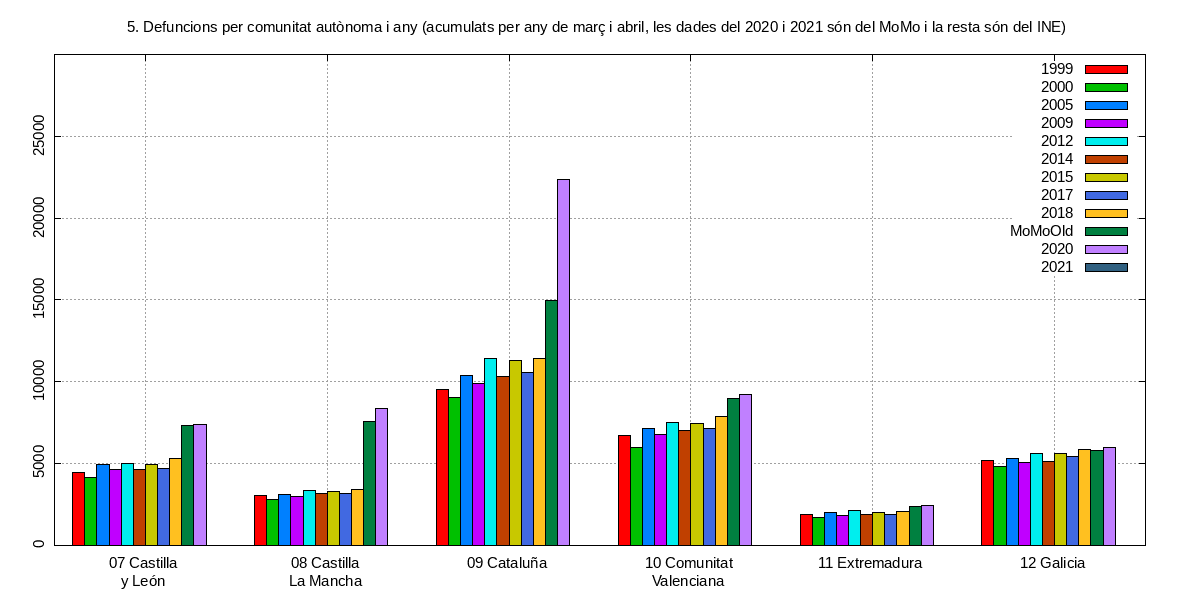 5. Defuncions per comunitat autònoma i any (acumulats per any de març i abril, les dades del 2020 i 2021 són del MoMo i la resta són del INE)
1999
2000
2005
2009
2012
2014
2015
2017
2018
MoMoOld
2020
2021
25000
20000
15000
10000
5000
0
07 Castilla
y León
08 Castilla
La Mancha
09 Cataluña
10 Comunitat
Valenciana
11 Extremadura
12 Galicia